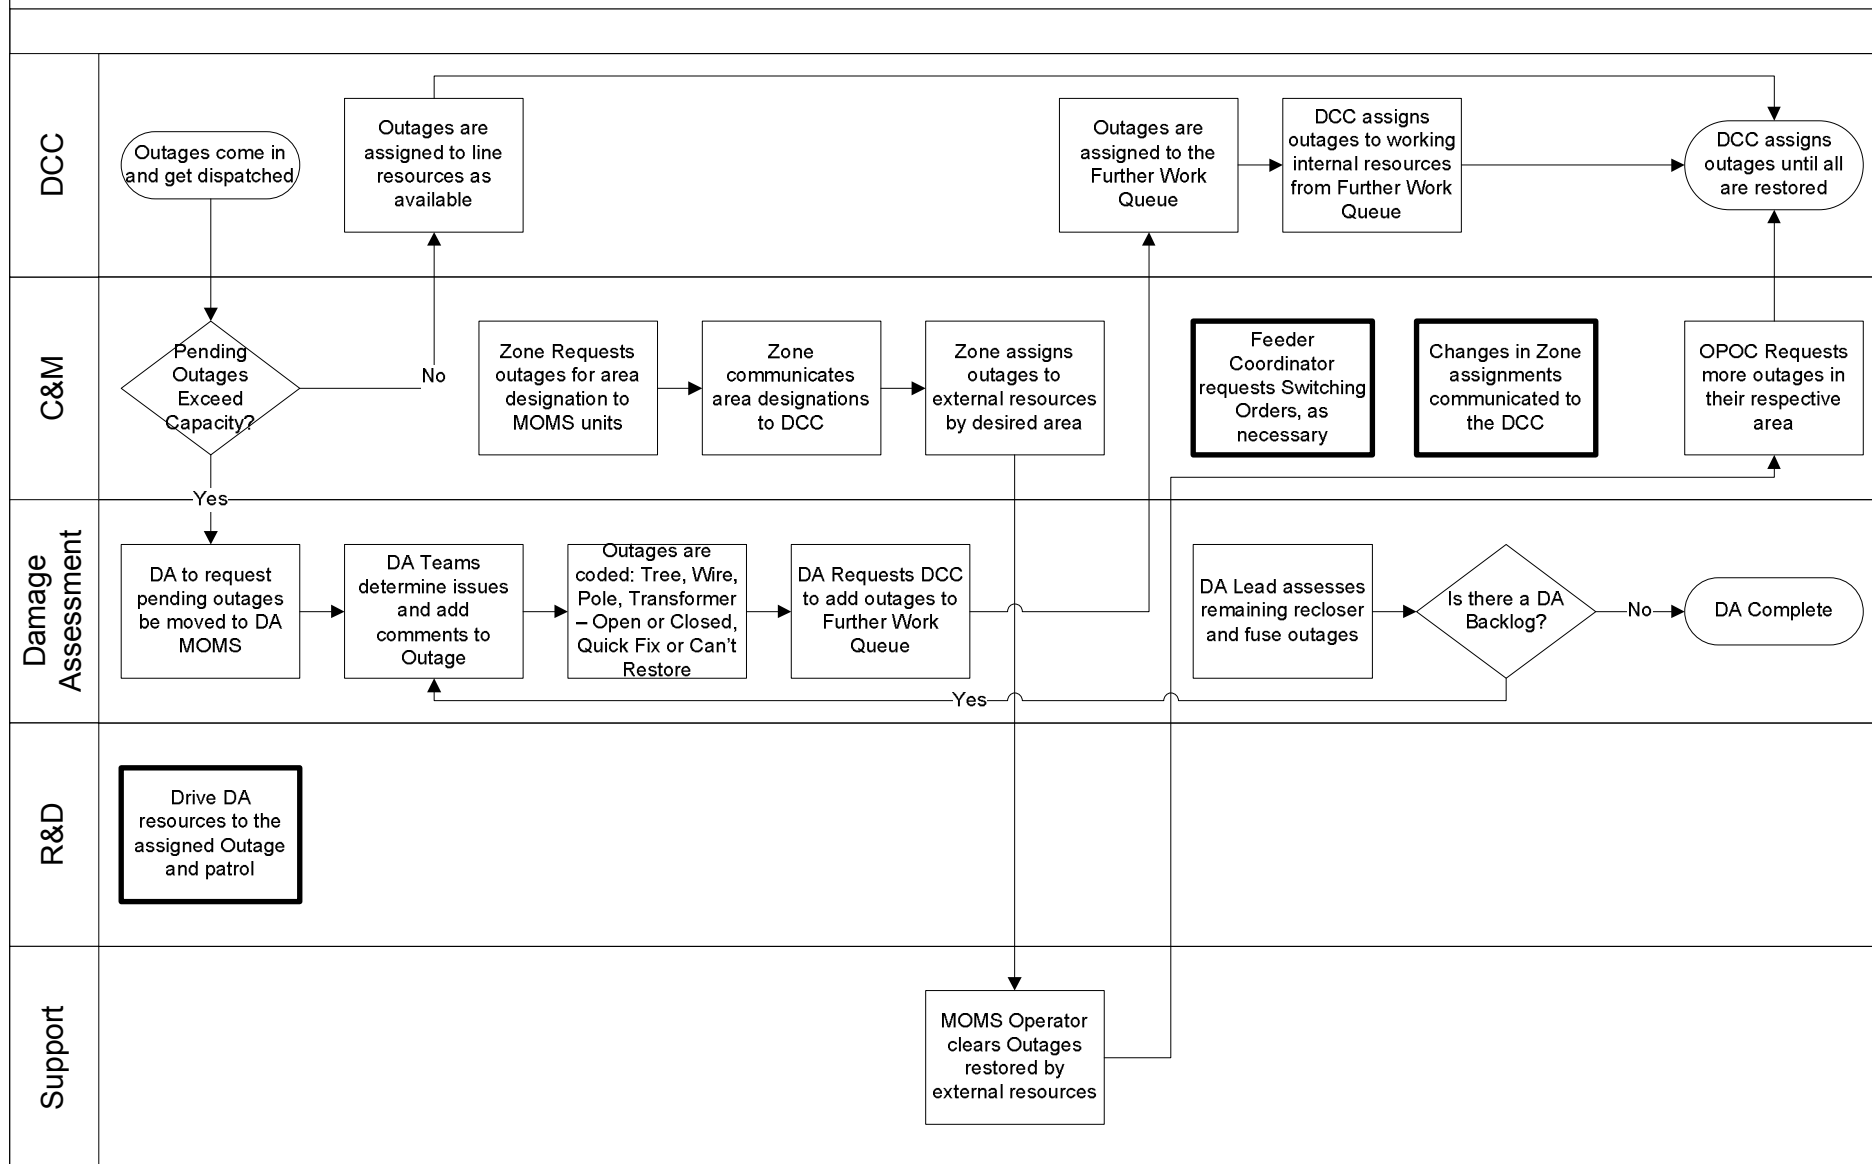 DCC
Outages come in
and get dispatched
Outages are
assigned to line
resources as
available
Outages are
assigned to the
Further Work
Queue
DCC assigns
outages to working
internal resources
from Further Work
Queue
DCC assigns
outages until all
are restored
C&M
Pending
Outages
Exceed
Capacity?
No
Yes
Zone Requests
outages for area
designation to
MOMS units
Zone
communicates
area designations
to DCC
Zone assigns
outages to
external resources
by desired area
Feeder
Coordinator
requests Switching
Orders, as
necessary
Changes in Zone
assignments
communicated to
the DCC
OPOC Requests
more outages in
their respective
area
Damage
Assessment
DA to request
pending outages
be moved to DA
MOMS
DA Teams
determine issues
and add
comments to
Outage
Outages are
coded: Tree, Wire,
Pole, Transformer
– Open or Closed,
Quick Fix or Can't
Restore
DA Requests DCC
to add outages to
Further Work
Queue
DA Lead assesses
remaining recloser
and fuse outages
Is there a DA
Backlog?
No
DA Complete
Yes
R&D
Drive DA
resources to the
assigned Outage
and patrol
Support
MOMS Operator
clears Outages
restored by
external resources